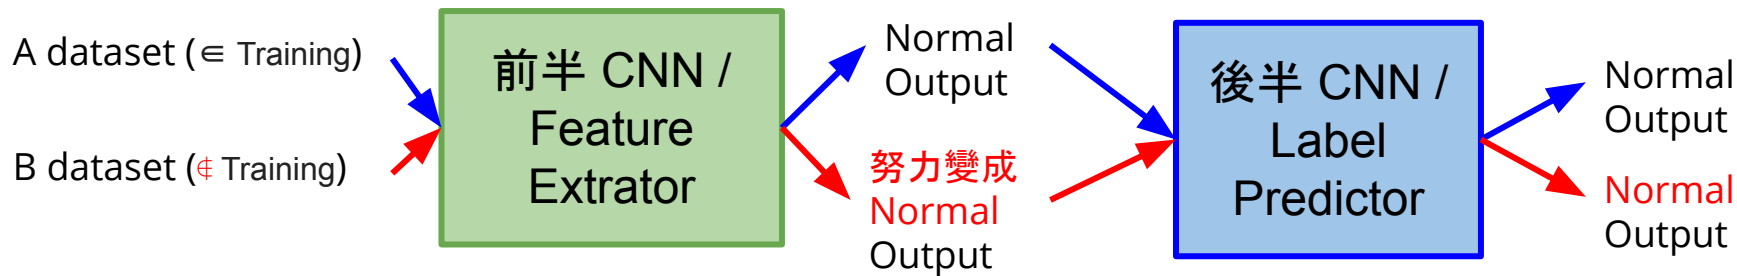 A dataset (∈ Training)
B dataset (∉ Training)
前半 CNN /
Feature
Extrator
Normal
Output
努力變成
Normal
Output
後半 CNN /
Label
Predictor
Normal
Output
Normal
Output